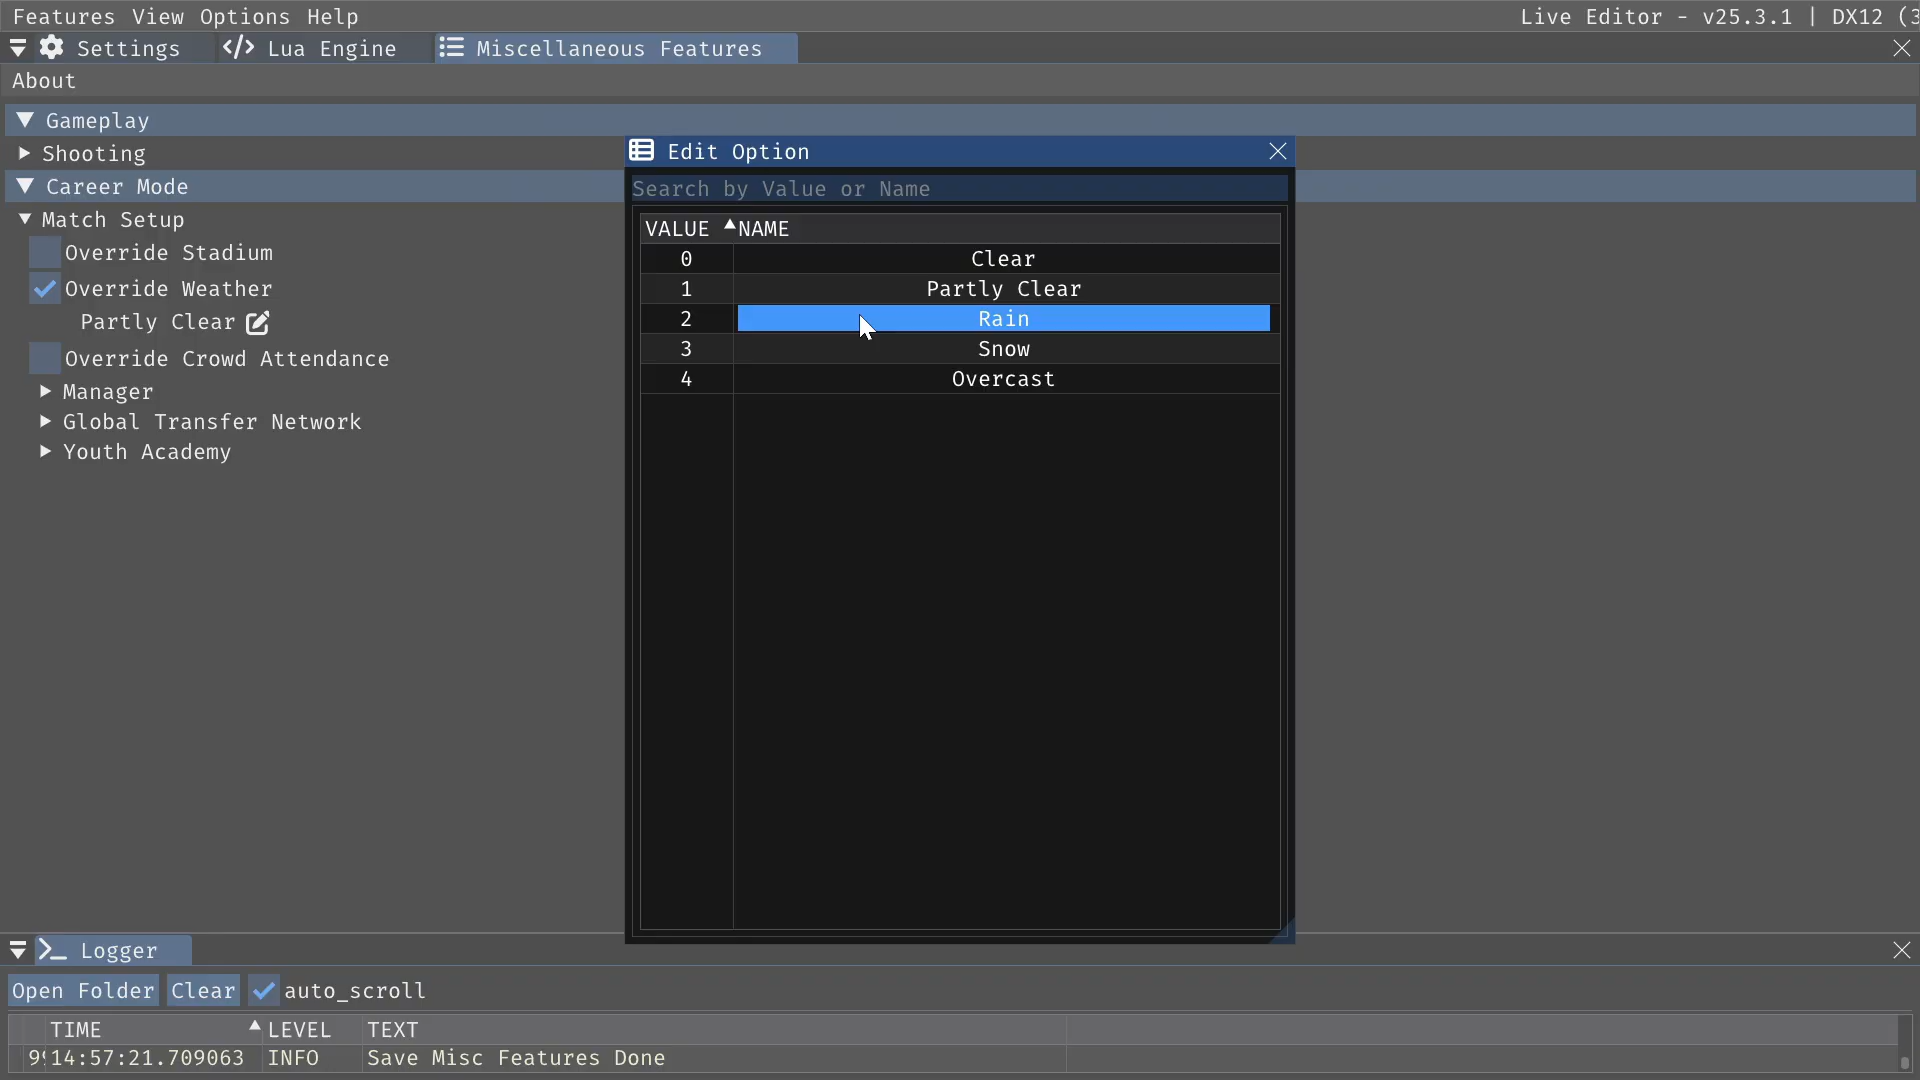 Features View Options Help
Live Editor - v25.3.1 | DX12 (3
Settings
Lua Engine
Miscellaneous Features
About
Gameplay
Shooting
Career Mode
Match Setup
Override Stadium
Override Weather
Partly Clear
Override Crowd Attendance
Manager
Global Transfer Network
Youth Academy
Edit Option
Search by Value or Name
VALUE NAME
0 Clear
1 Partly Clear
2 Rain
3 Snow
4 Overcast
Logger
Open Folder Clear auto_scroll
TIME LEVEL TEXT
14:57:21.709063 INFO Save Misc Features Done